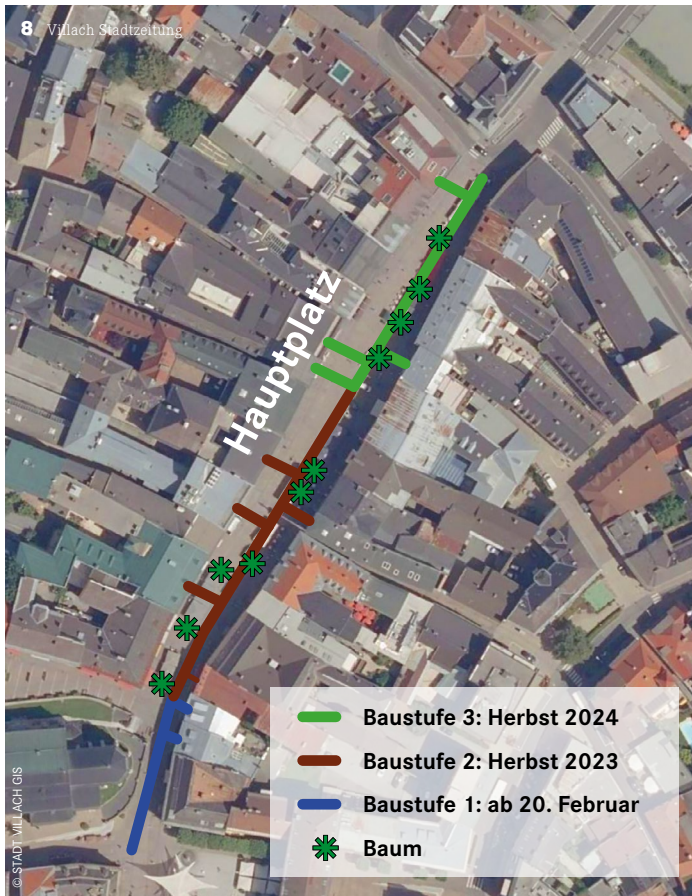 8 Villach Stadtzeitung
Hauptplatz
Baustufe 3: Herbst 2024
Baustufe 2: Herbst 2023
Baustufe 1: ab 20. Februar
Baum
© STADT VILLACH GIS